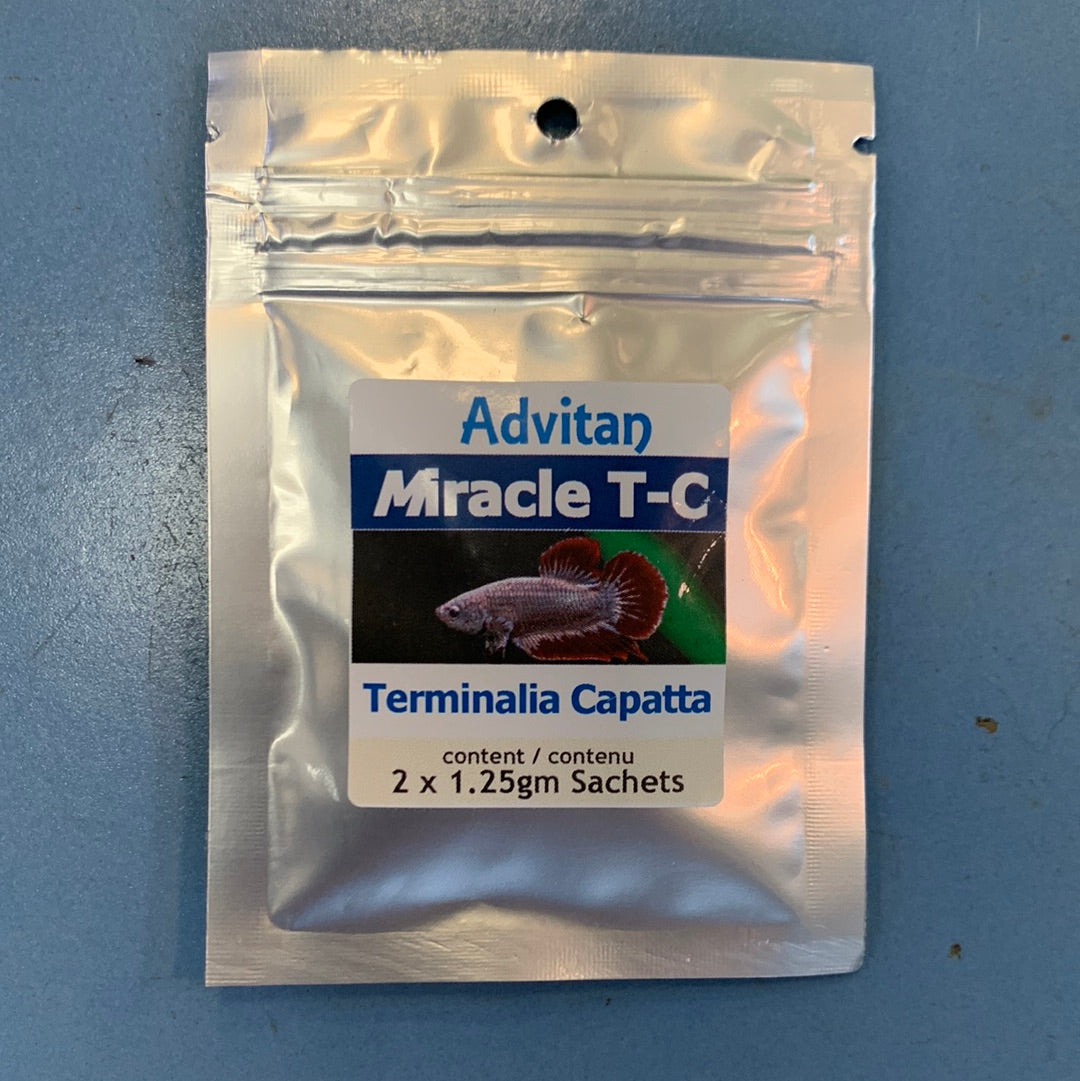 Advitan
Miracle T-C
Terminalia Capatta
content / contenu
2 x 1.25gm Sachets